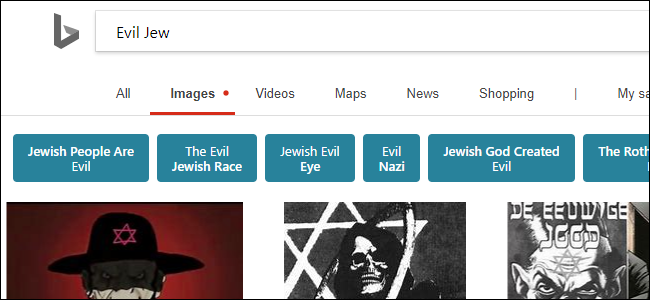 Evil Jew
All Images Videos Maps News Shopping | My sa
Jewish People Are
Evil
The Evil
Jewish Race
Jewish Evil
Eye
Evil
Nazi
Jewish God Created
Evil
The Roth
DE EEUWIGE
JOOD